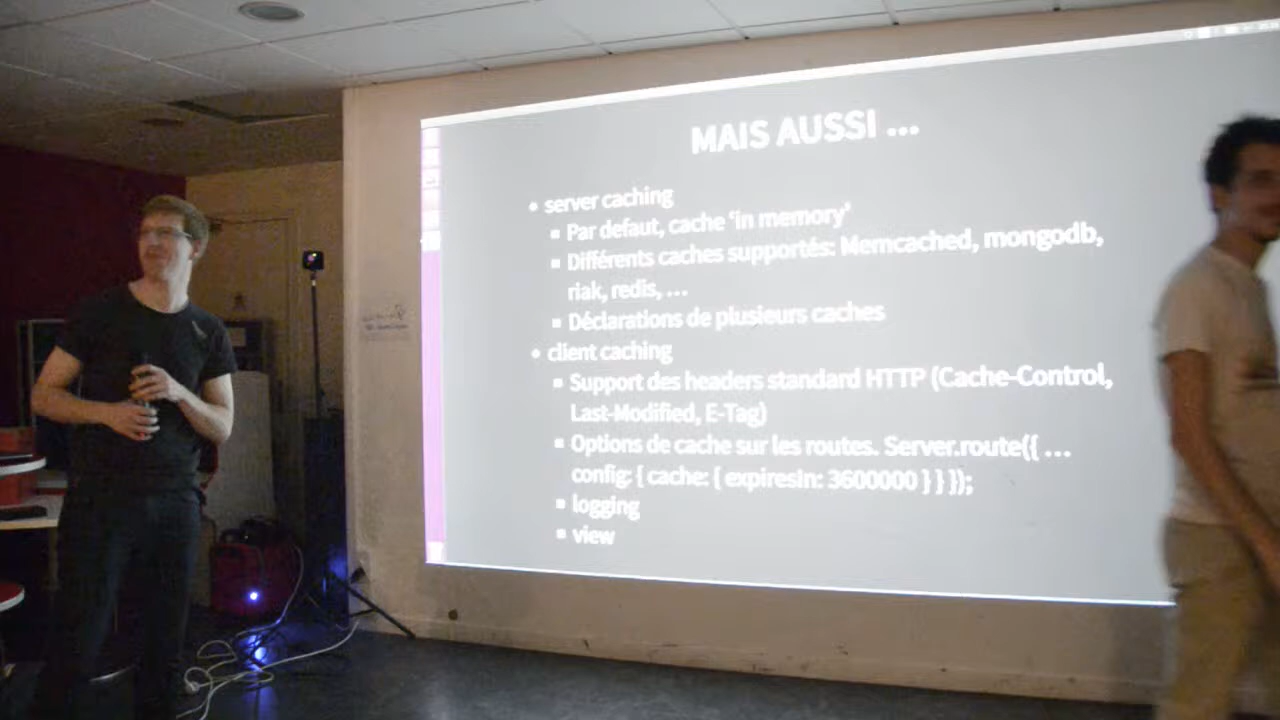 MAIS AUSSI ...
• server caching
▪ Par defaut, cache ‘in memory’
▪ Différents caches supportés: Memcached, mongodb,
riak, redis, ...
▪ Déclarations de plusieurs caches
• client caching
▪ Support des headers standard HTTP (Cache-Control,
Last-Modified, E-Tag)
▪ Options de cache sur les routes. Server.route({ ...
config: { cache: { expiresIn: 3600000 } } });
▪ logging
▪ view